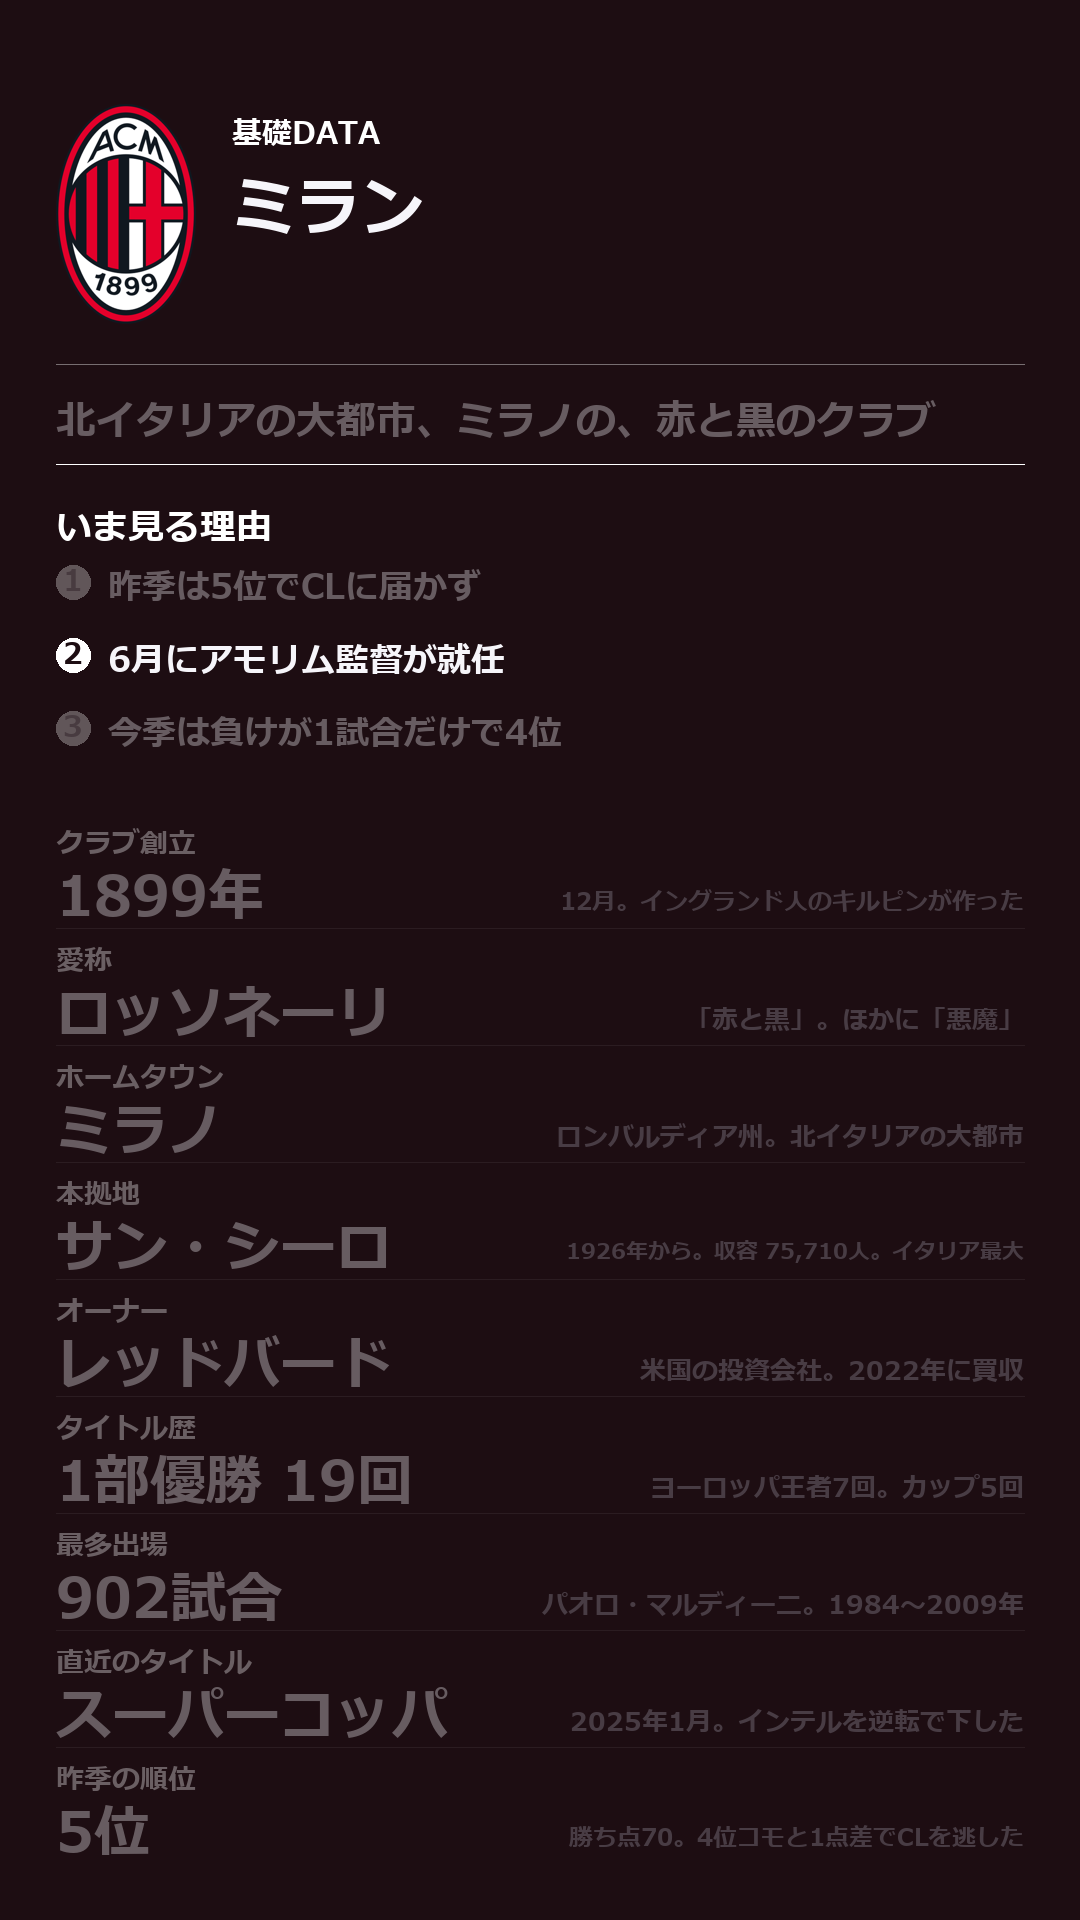 ACM
1899
基礎DATA
ミラン
北イタリアの大都市、ミラノの、赤と黒のクラブ
いま見る理由
1 昨季は5位でCLに届かず
2 6月にアモリム監督が就任
3 今季は負けが1試合だけで4位
クラブ創立
1899年 12月。イングランド人のキルピンが作った
愛称
ロッソネーリ 「赤と黒」。ほかに「悪魔」
ホームタウン
ミラノ ロンバルディア州。北イタリアの大都市
本拠地
サン・シーロ 1926年から。収容 75,710人。イタリア最大
オーナー
レッドバード 米国の投資会社。2022年に買収
タイトル歴
1部優勝 19回 ヨーロッパ王者7回。カップ5回
最多出場
902試合 パオロ・マルディーニ。1984〜2009年
直近のタイトル
スーパーコッパ 2025年1月。インテルを逆転で下した
昨季の順位
5位 勝ち点70。4位コモと1点差でCLを逃した